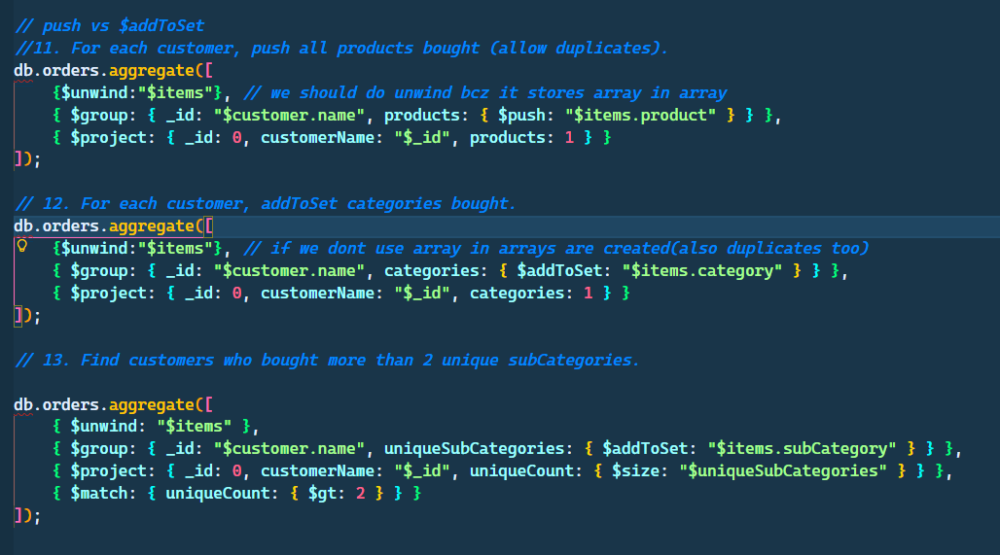 // push vs $addToSet
//11. For each customer, push all products bought (allow duplicates).
db.orders.aggregate([
    {$unwind:"$items"}, // we should do unwind bcz it stores array in array
    { $group: { _id: "$customer.name", products: { $push: "$items.product" } } },
    { $project: { _id: 0, customerName: "$_id", products: 1 } }
]);
// 12. For each customer, addToSet categories bought.
db.orders.aggregate([
    {$unwind:"$items"}, // if we dont use array in arrays are created(also duplicates too)
    { $group: { _id: "$customer.name", categories: { $addToSet: "$items.category" } } },
    { $project: { _id: 0, customerName: "$_id", categories: 1 } }
]);
// 13. Find customers who bought more than 2 unique subCategories.
db.orders.aggregate([
    { $unwind: "$items" },
    { $group: { _id: "$customer.name", uniqueSubCategories: { $addToSet: "$items.subCategory" } } },
    { $project: { _id: 0, customerName: "$_id", uniqueCount: { $size: "$uniqueSubCategories" } } },
    { $match: { uniqueCount: { $gt: 2 } } }
]);